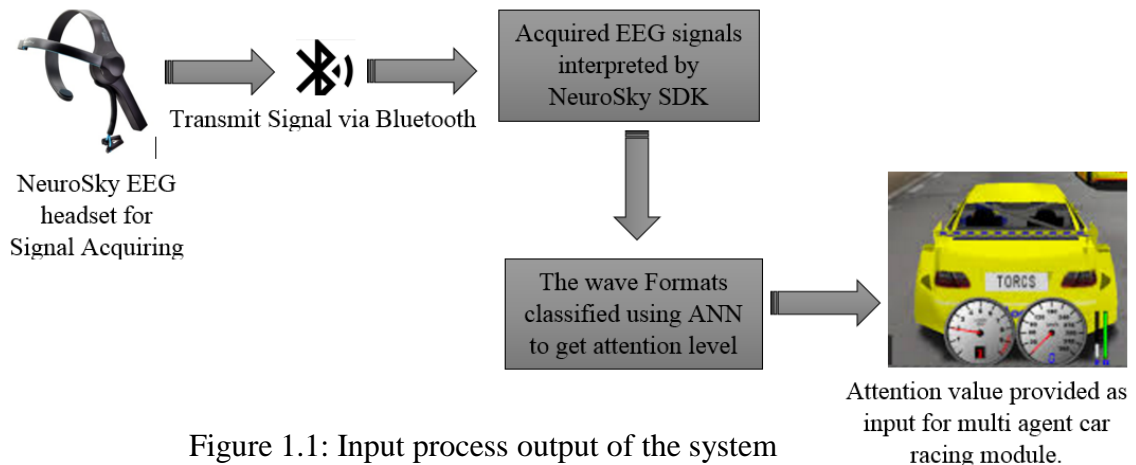 Transmit Signal via Bluetooth
Acquired EEG signals
interpreted by
NeuroSky SDK
NeuroSky EEG
headset for
Signal Acquiring
The wave Formats
classified using ANN
to get attention level
TORCS
Attention value provided as
input for multi agent car
racing module.
Figure 1.1: Input process output of the system